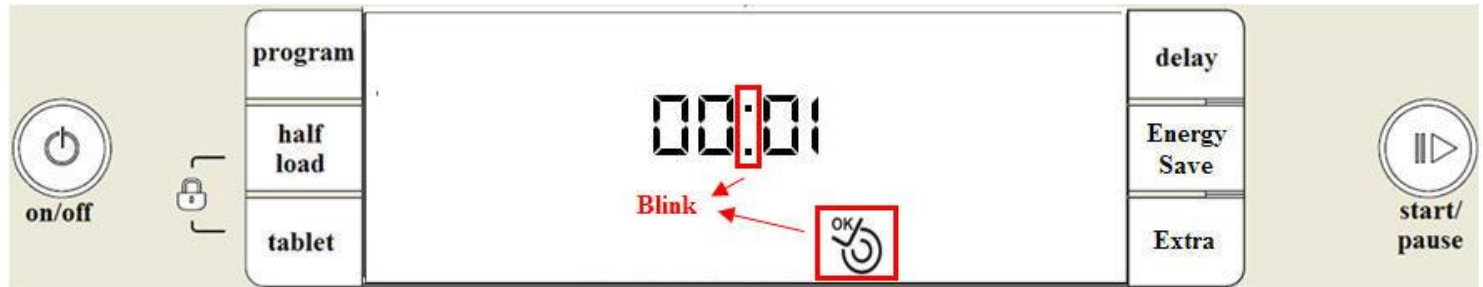 program
half
load
tablet
on/off
00:01
Blink
OK
delay
Energy
Save
Extra
start/
pause